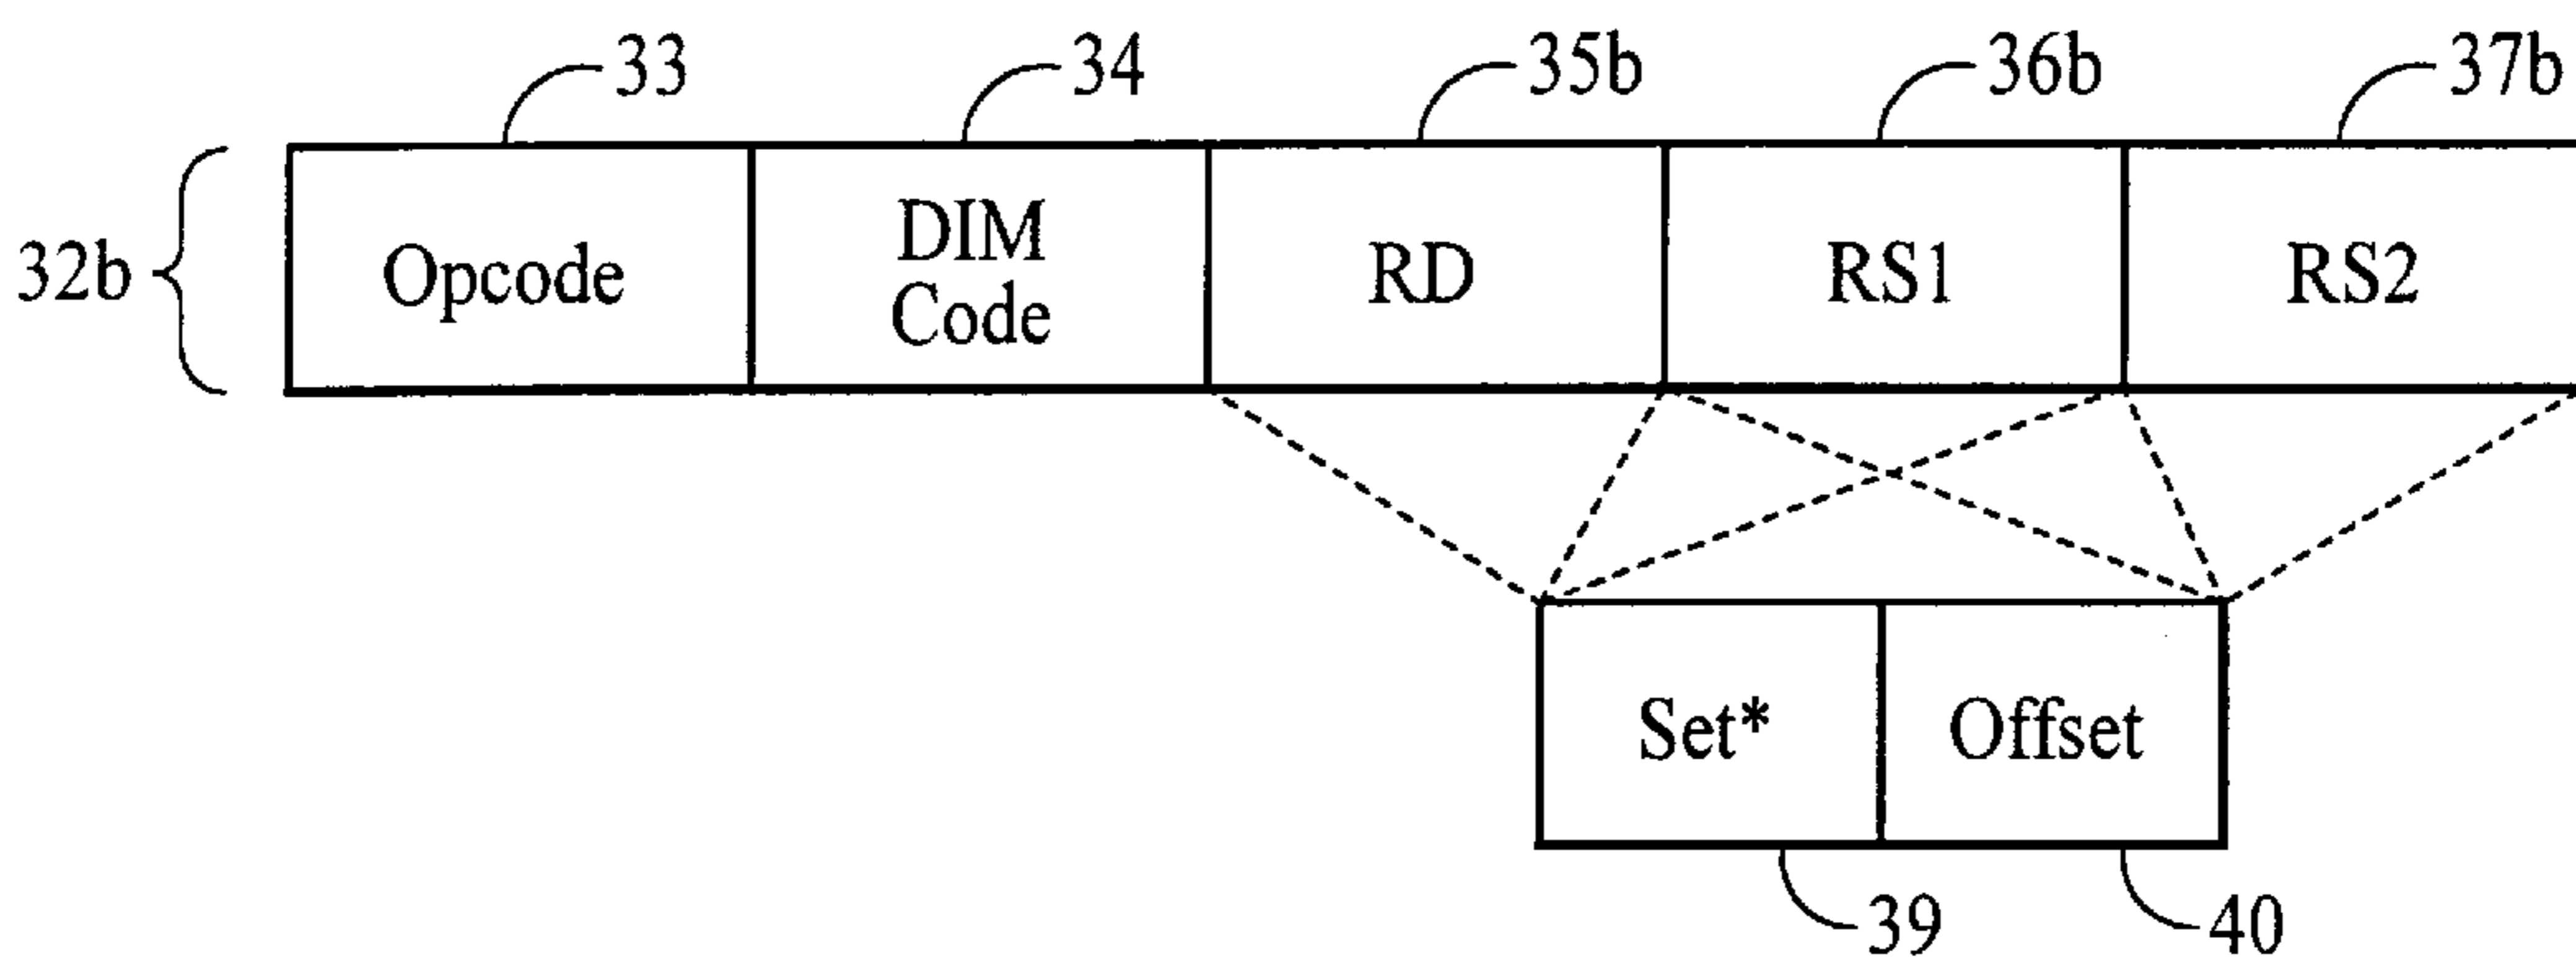 33
34
35b
36b
37b
32b
Opcode
DIM
Code
RD
RS1
RS2
Set*
Offset
39
40